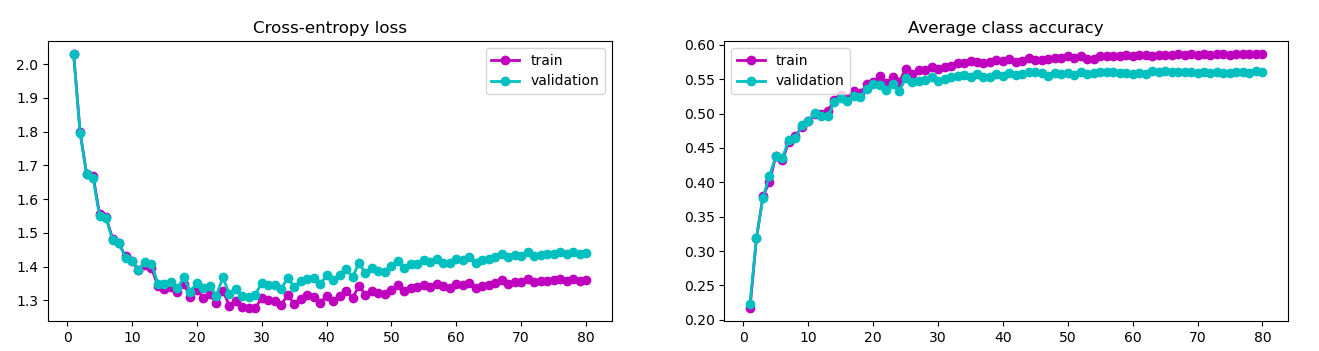 Cross-entropy loss
2.0
1.9
1.8
1.7
1.6
1.5
1.4
1.3
train
validation
0 10 20 30 40 50 60 70 80
Average class accuracy
0.60
0.55
0.50
0.45
0.40
0.35
0.30
0.25
0.20
train
validation
0 10 20 30 40 50 60 70 80